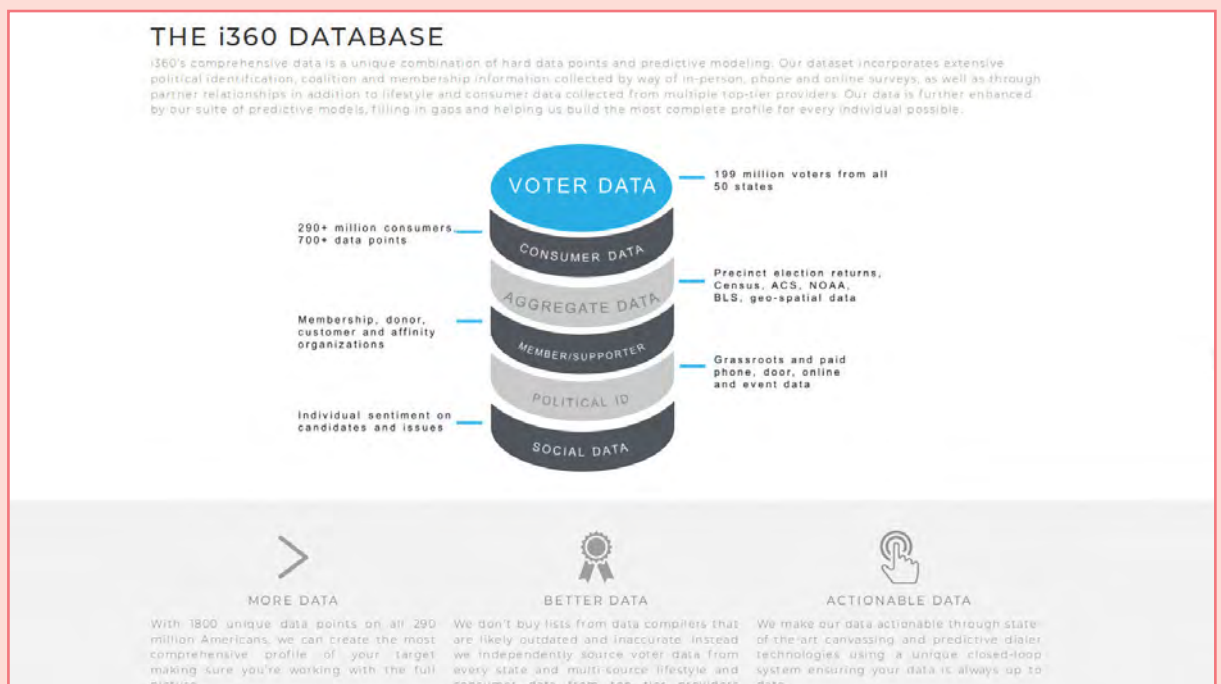 THE i360 DATABASE
i360's comprehensive data is a unique combination of hard data points and predictive modeling. Our dataset incorporates extensive
political identification, coalition and membership information collected by way of in-person, phone and online surveys, as well as through
partner relationships in addition to lifestyle and consumer data collected from multiple top-tier providers. Our data is further enhanced
by our suite of predictive models, filling in gaps and helping us build the most complete profile for every individual possible.
VOTER DATA
199 million voters from all
50 states
290+ million consumers
700+ data points
CONSUMER DATA
Precinct election returns,
Census, ACS, NOAA,
BLS, geo-spatial data
AGGREGATE DATA
Membership, donor,
customer and affinity
organizations
MEMBER/SUPPORTER
Grassroots and paid
phone, door, online
and event data
POLITICAL ID
Individual sentiment on
candidates and issues
SOCIAL DATA
MORE DATA
With 1800 unique data points on all 290
million Americans, we can create the most
comprehensive profile of your target
making sure you're working with the full
BETTER DATA
We don't buy lists from data compilers that
are likely outdated and inaccurate. Instead
we independently source voter data from
every state and multi-source lifestyle and
consumer data from top-tier providers
ACTIONABLE DATA
We make our data actionable through state
of-the-art canvassing and predictive dialer
technologies using a unique closed-loop
system ensuring your data is always up to